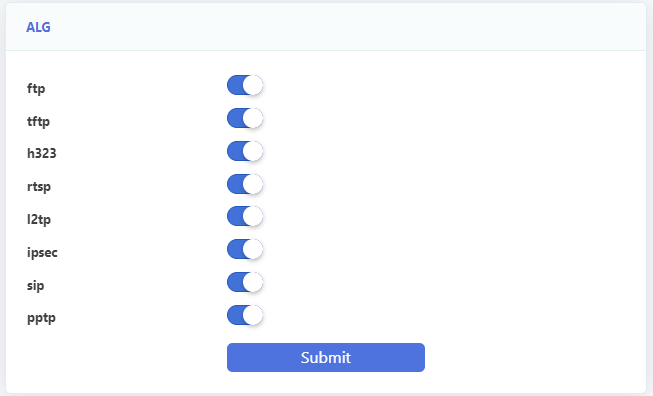 ALG
ftp
tftp
h323
rtsp
l2tp
ipsec
sip
pptp
Submit